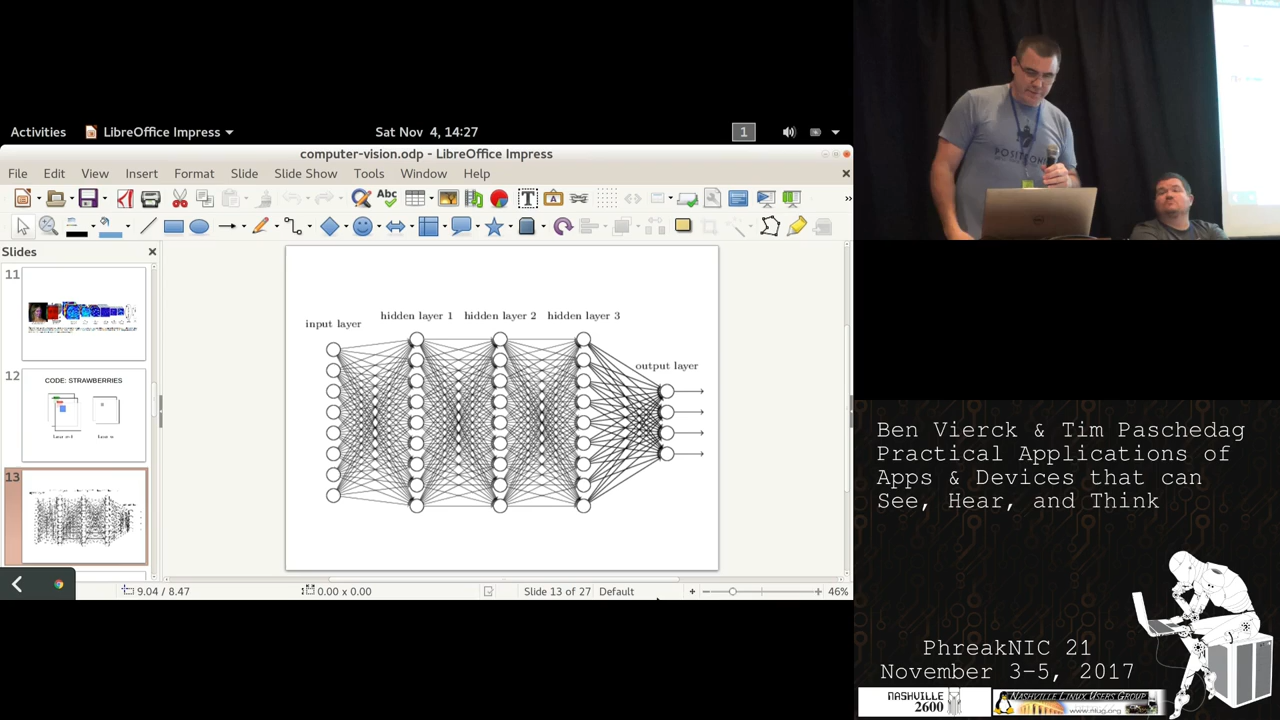 Activities
LibreOffice Impress
Sat Nov 4, 14:27
1
computer-vision.odp - LibreOffice Impress
File Edit View Insert Format Slide Slide Show Tools Window Help
Abc
Slides
11
12
CODE: STRAWBERRIES
13
input layer
hidden layer 1
hidden layer 2
hidden layer 3
output layer
9.04 / 8.47
0.00 x 0.00
Slide 13 of 27
Default
46%
Ben Vierck & Tim Paschedag
Practical Applications of
Apps & Devices that can
See, Hear, and Think
PhreakNIC 21
November 3-5, 2017
NASHVILLE
2600
NASHVILLE LINUX USERS GROUP
www.nlug.org